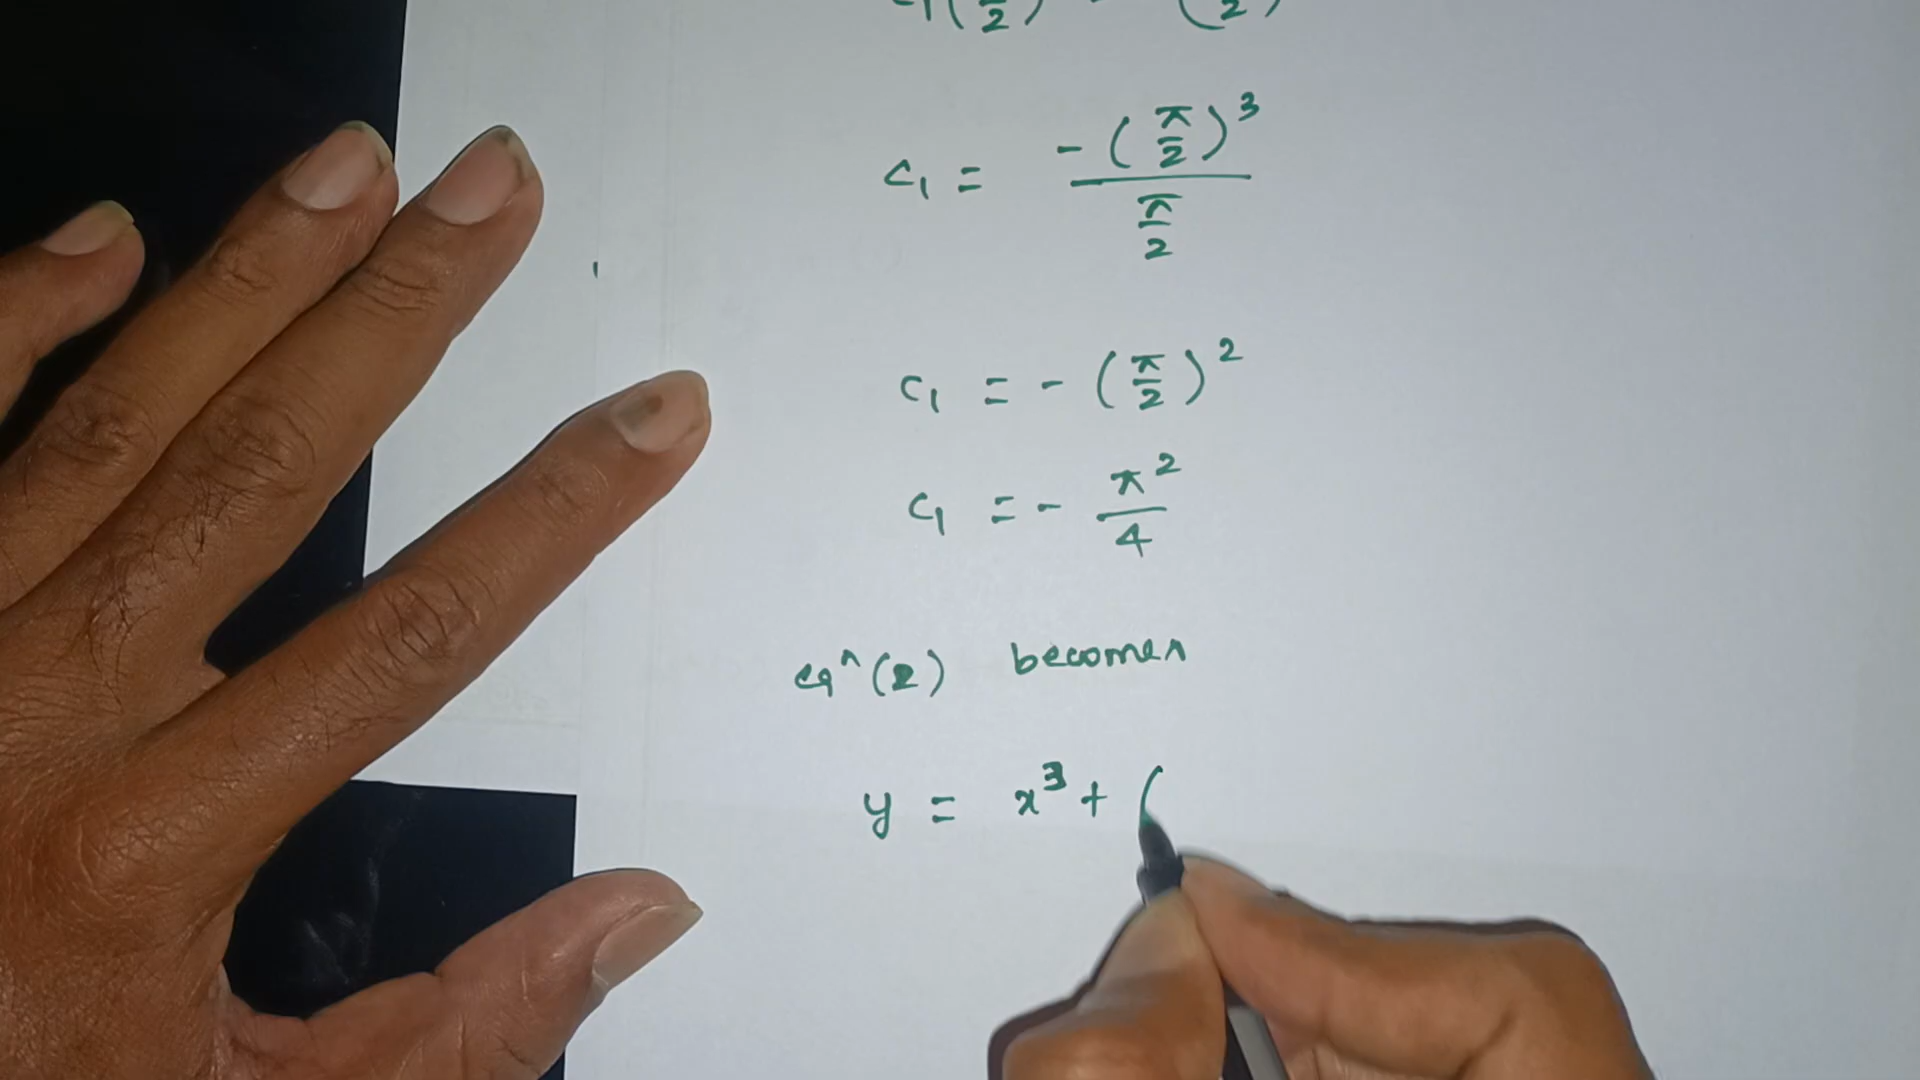 c₁ = -(π/2)³ / (π/2)
c₁ = -(π/2)²
c₁ = - π²/4
eqⁿ(2) becomes
y = x³ + (